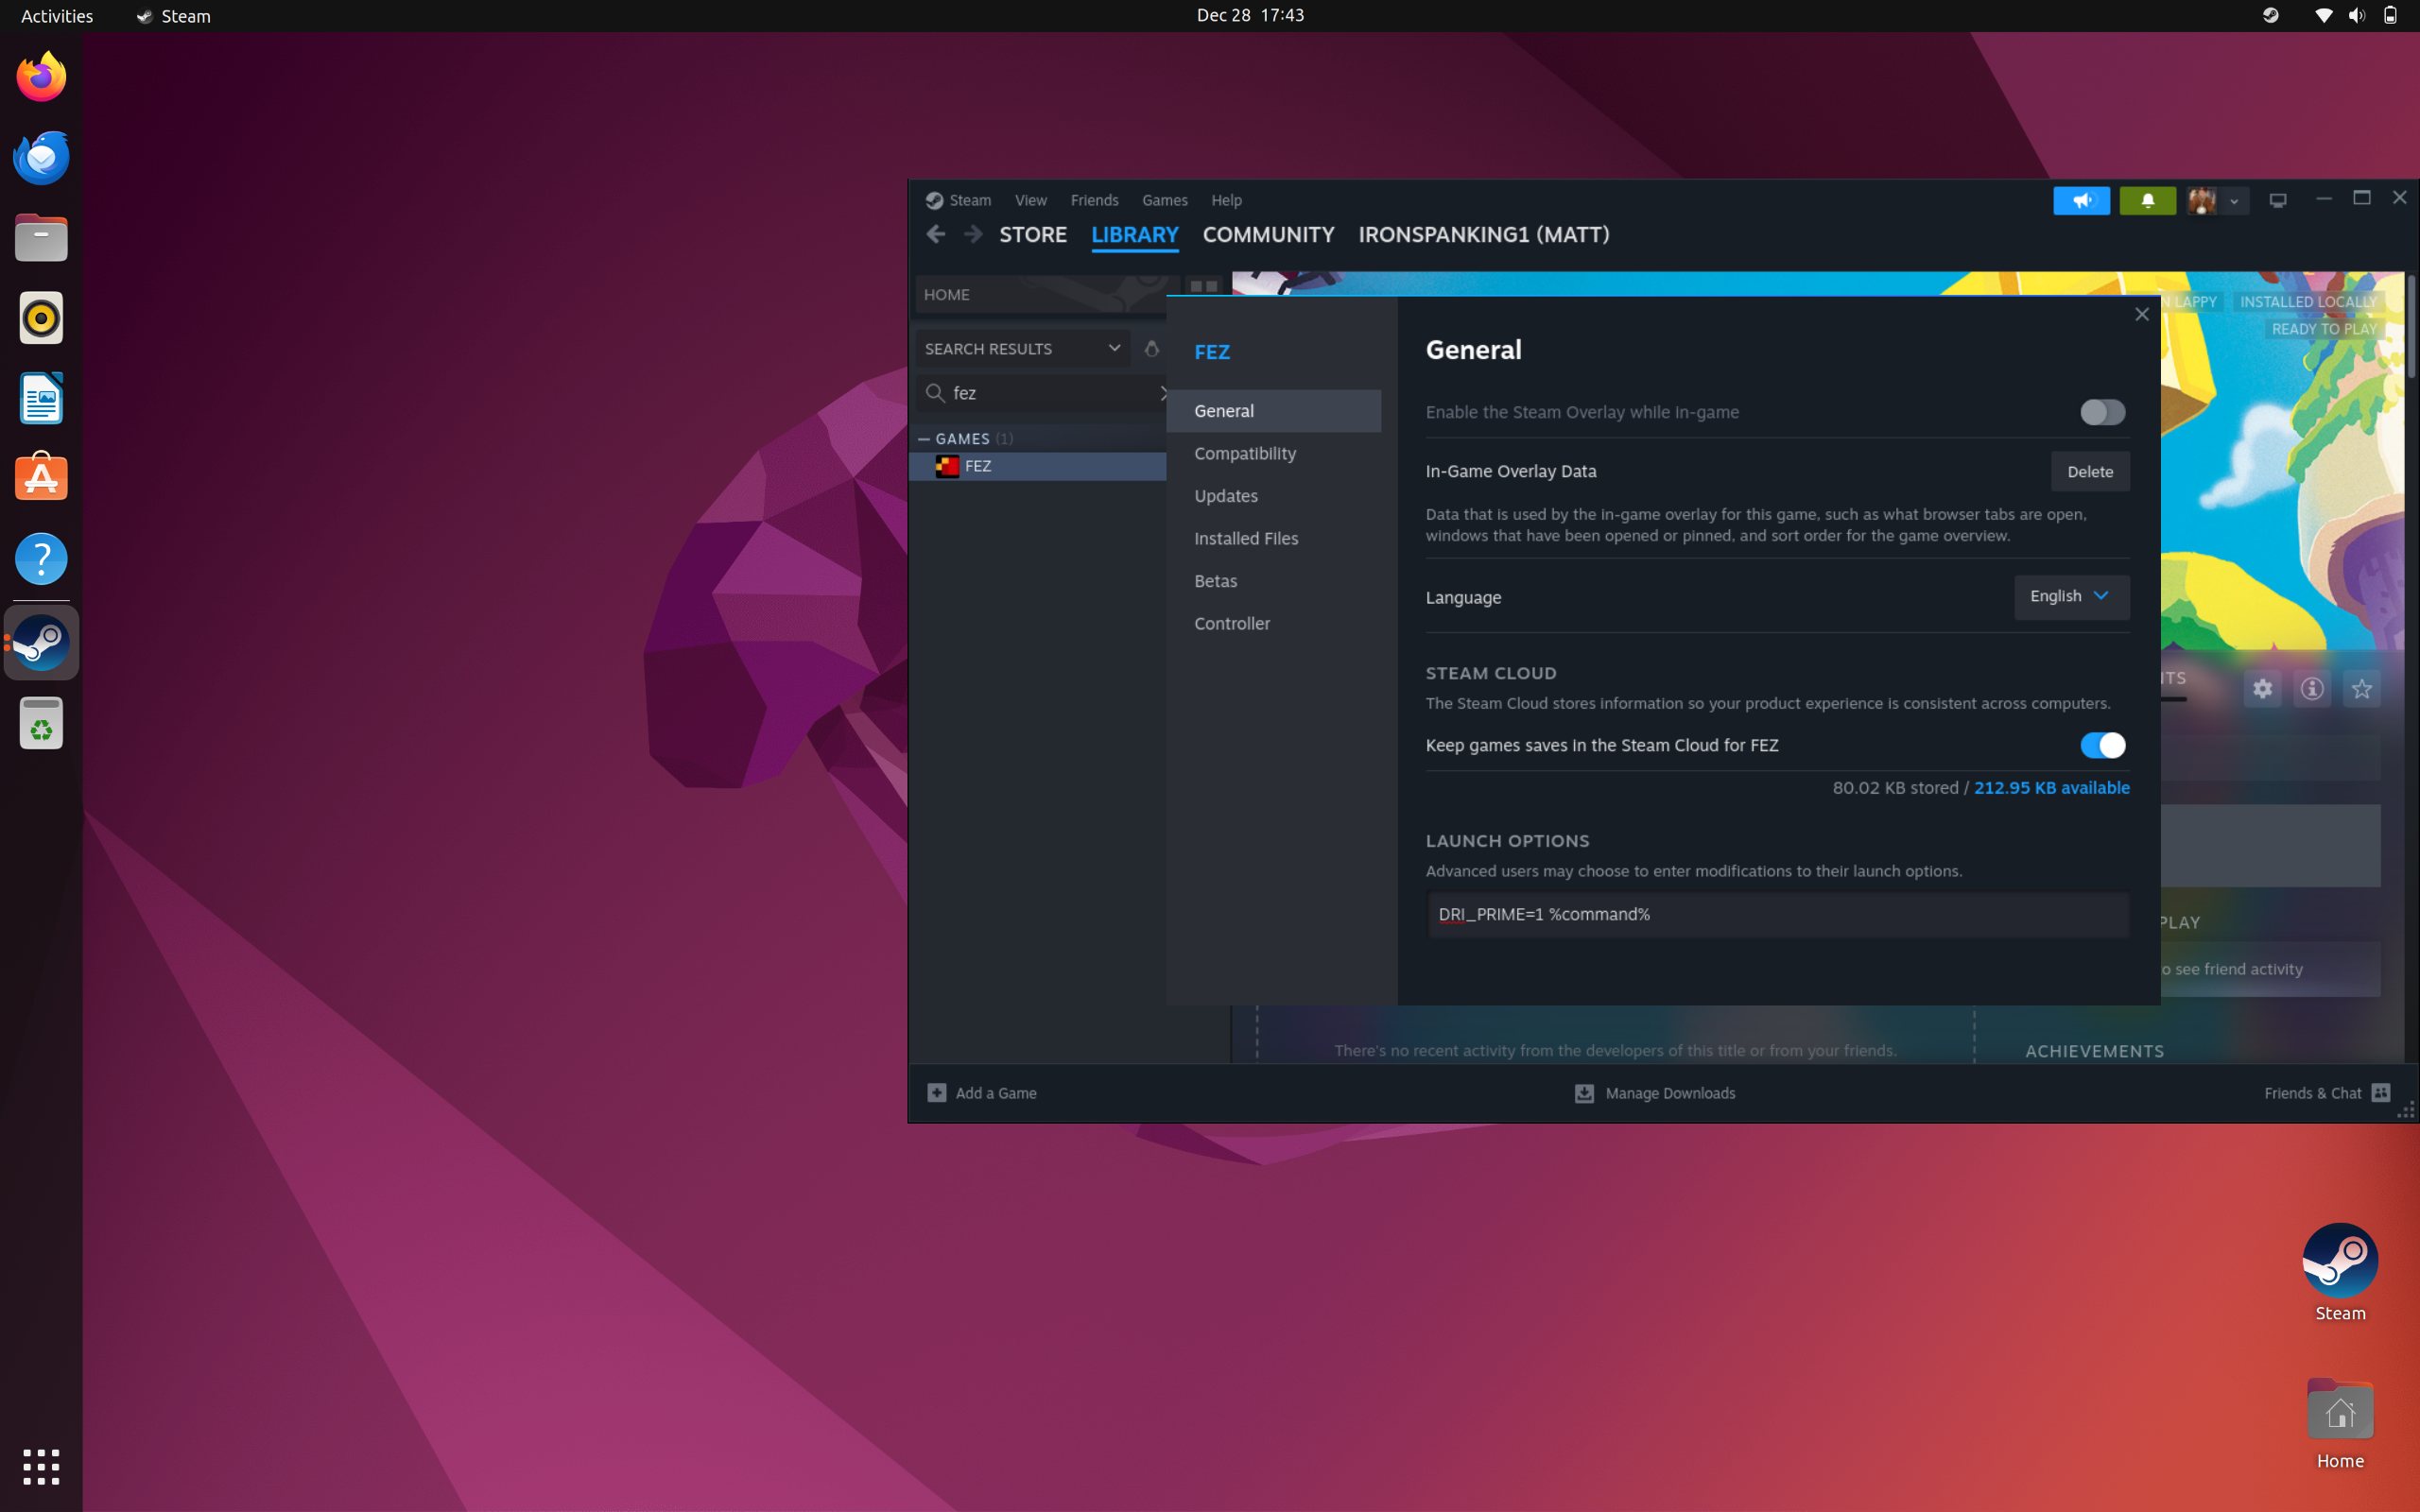 Activities
Steam
Dec 28 17:43
Steam View Friends Games Help
STORE LIBRARY COMMUNITY IRONSPANKING1 (MATT)
HOME
LAPPY
INSTALLED LOCALLY
READY TO PLAY
SEARCH RESULTS
fez
— GAMES (1)
FEZ
FEZ
General
Compatibility
Updates
Installed Files
Betas
Controller
General
Enable the Steam Overlay while in-game
In-Game Overlay Data
Delete
Data that is used by the in-game overlay for this game, such as what browser tabs are open,
windows that have been opened or pinned, and sort order for the game overview.
Language
English
STEAM CLOUD
The Steam Cloud stores information so your product experience is consistent across computers.
Keep games saves in the Steam Cloud for FEZ
80.02 KB stored / 212.95 KB available
LAUNCH OPTIONS
Advanced users may choose to enter modifications to their launch options.
DRI_PRIME=1 %command%
PLAY
o see friend activity
There's no recent activity from the developers of this title or from your friends.
ACHIEVEMENTS
Add a Game
Manage Downloads
Friends & Chat
Steam
Home